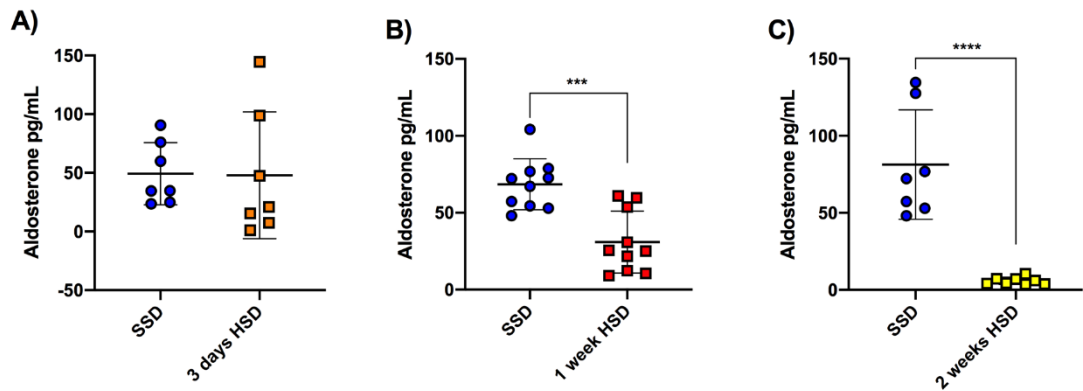 A)
Aldosterone pg/mL
150
100
50
0
-50
SSD
3 days HSD
B)
Aldosterone pg/mL
150
100
50
0
***
SSD
1 week HSD
C)
Aldosterone pg/mL
150
100
50
0
****
SSD
2 weeks HSD